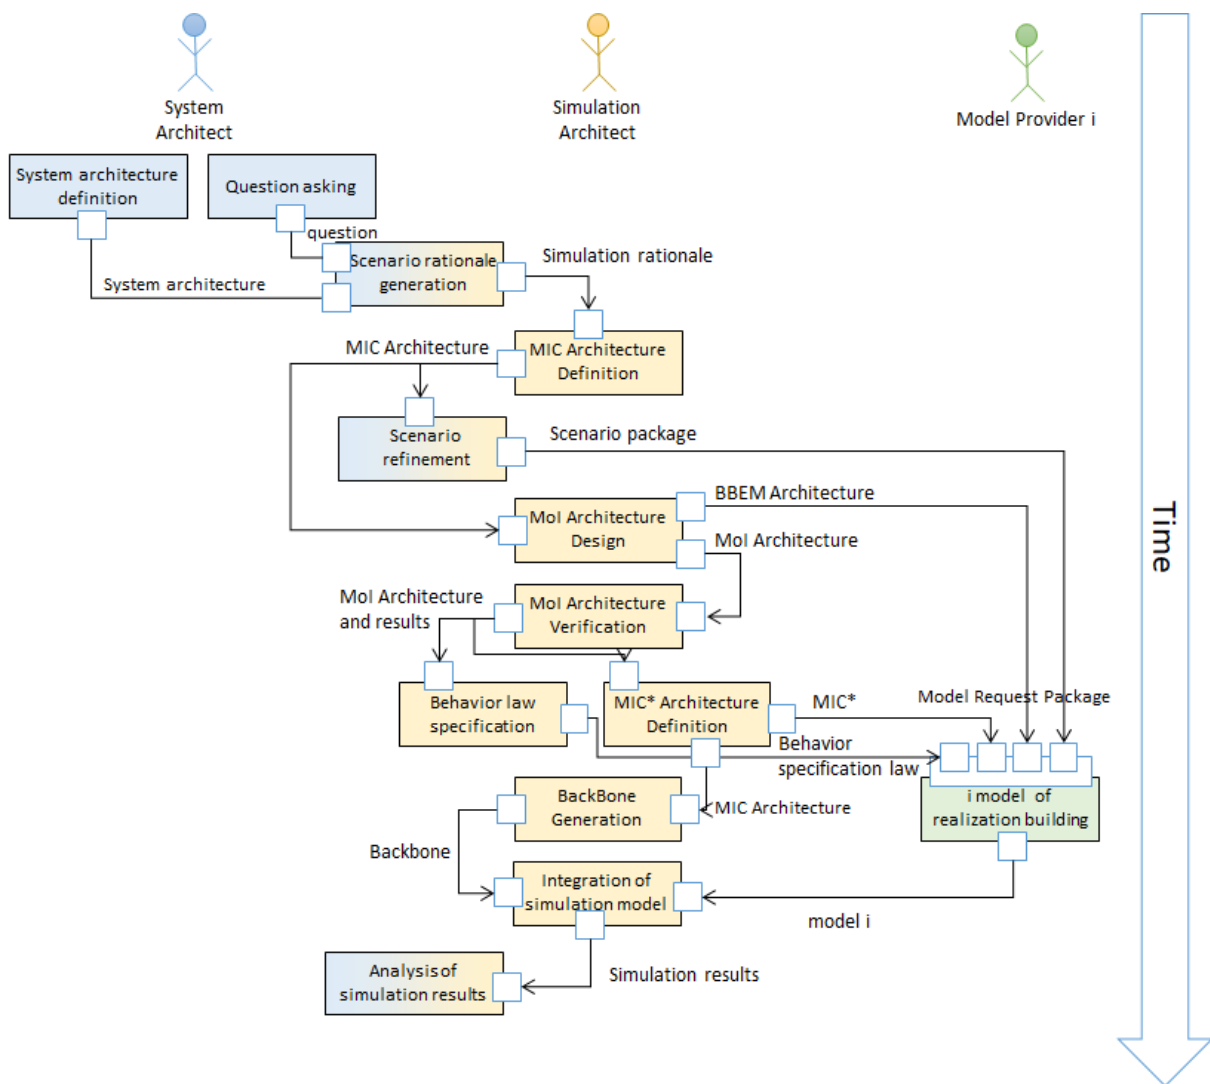 System
Architect
Simulation
Architect
Model Provider i
System architecture
definition
Question asking
question
Scenario rationale
generation
Simulation rationale
System architecture
MIC Architecture
MIC Architecture
Definition
Scenario
refinement
Scenario package
BBEM Architecture
MoI Architecture
Design
MoI Architecture
Time
MoI Architecture
and results
MoI Architecture
Verification
Behavior law
specification
MIC* Architecture
Definition
MIC*
Model Request Package
Behavior
specification law
BackBone
Generation
MIC Architecture
i model of
realization building
Backbone
Integration of
simulation model
model i
Analysis of
simulation results
Simulation results